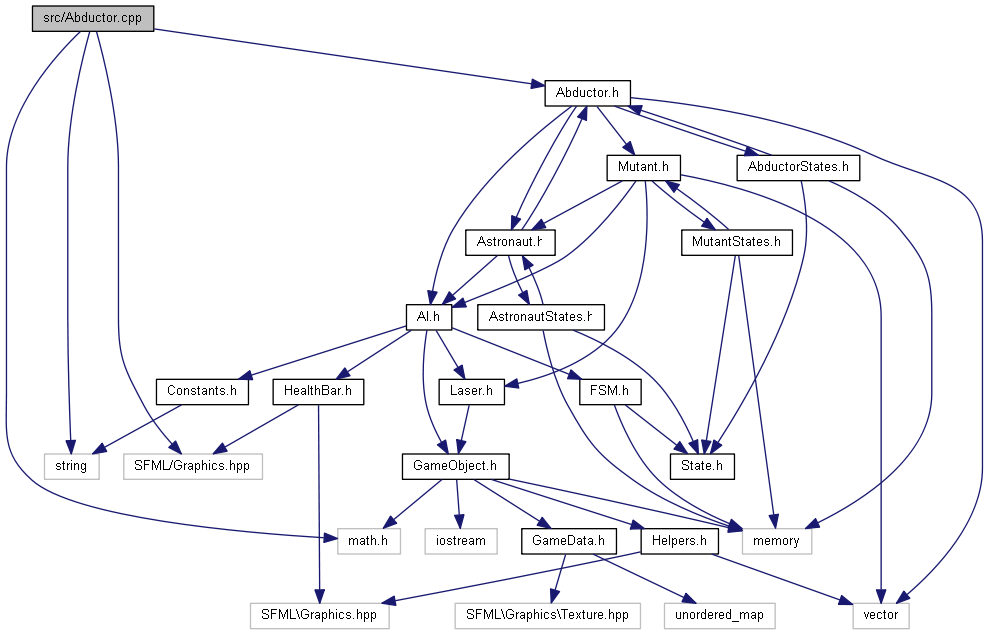 src/Abductor.cpp
Abductor.h
Mutant.h
AbductorStates.h
Astronaut.h
MutantStates.h
AI.h
AstronautStates.h
Constants.h
HealthBar.h
Laser.h
FSM.h
string
SFML/Graphics.hpp
GameObject.h
State.h
math.h
iostream
GameData.h
Helpers.h
memory
SFML\Graphics.hpp
SFML\Graphics\Texture.hpp
unordered_map
vector